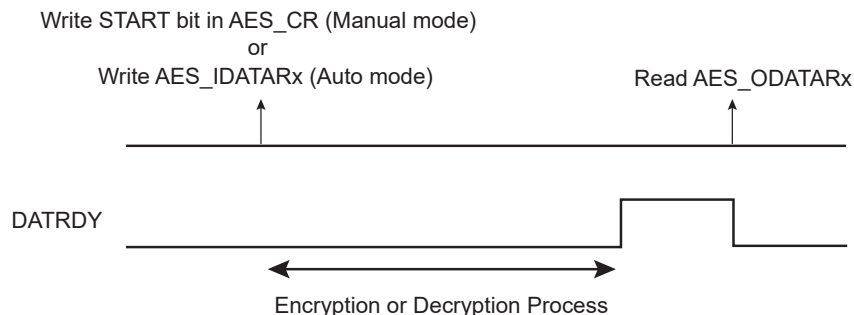 Write START bit in AES_CR (Manual mode)
or
Write AES_IDATARx (Auto mode)
Read AES_ODATARx
DATRDY
Encryption or Decryption Process